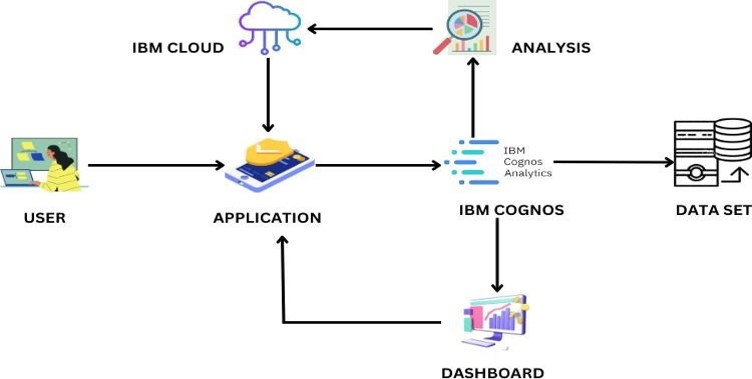 IBM CLOUD
ANALYSIS
IBM
Cognos
Analytics
USER
APPLICATION
IBM COGNOS
DATA SET
DASHBOARD